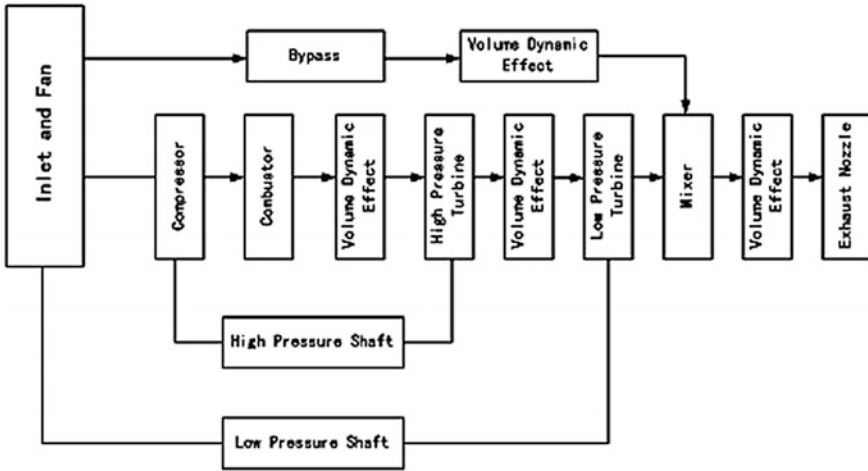 Inlet and Fan
Bypass
Volume Dynamic
Effect
Compressor
Combustor
Volume Dynamic
Effect
High Pressure
Turbine
Volume Dynamic
Effect
Low Pressure
Turbine
Mixer
Volume Dynamic
Effect
Exhaust Nozzle
High Pressure Shaft
Low Pressure Shaft